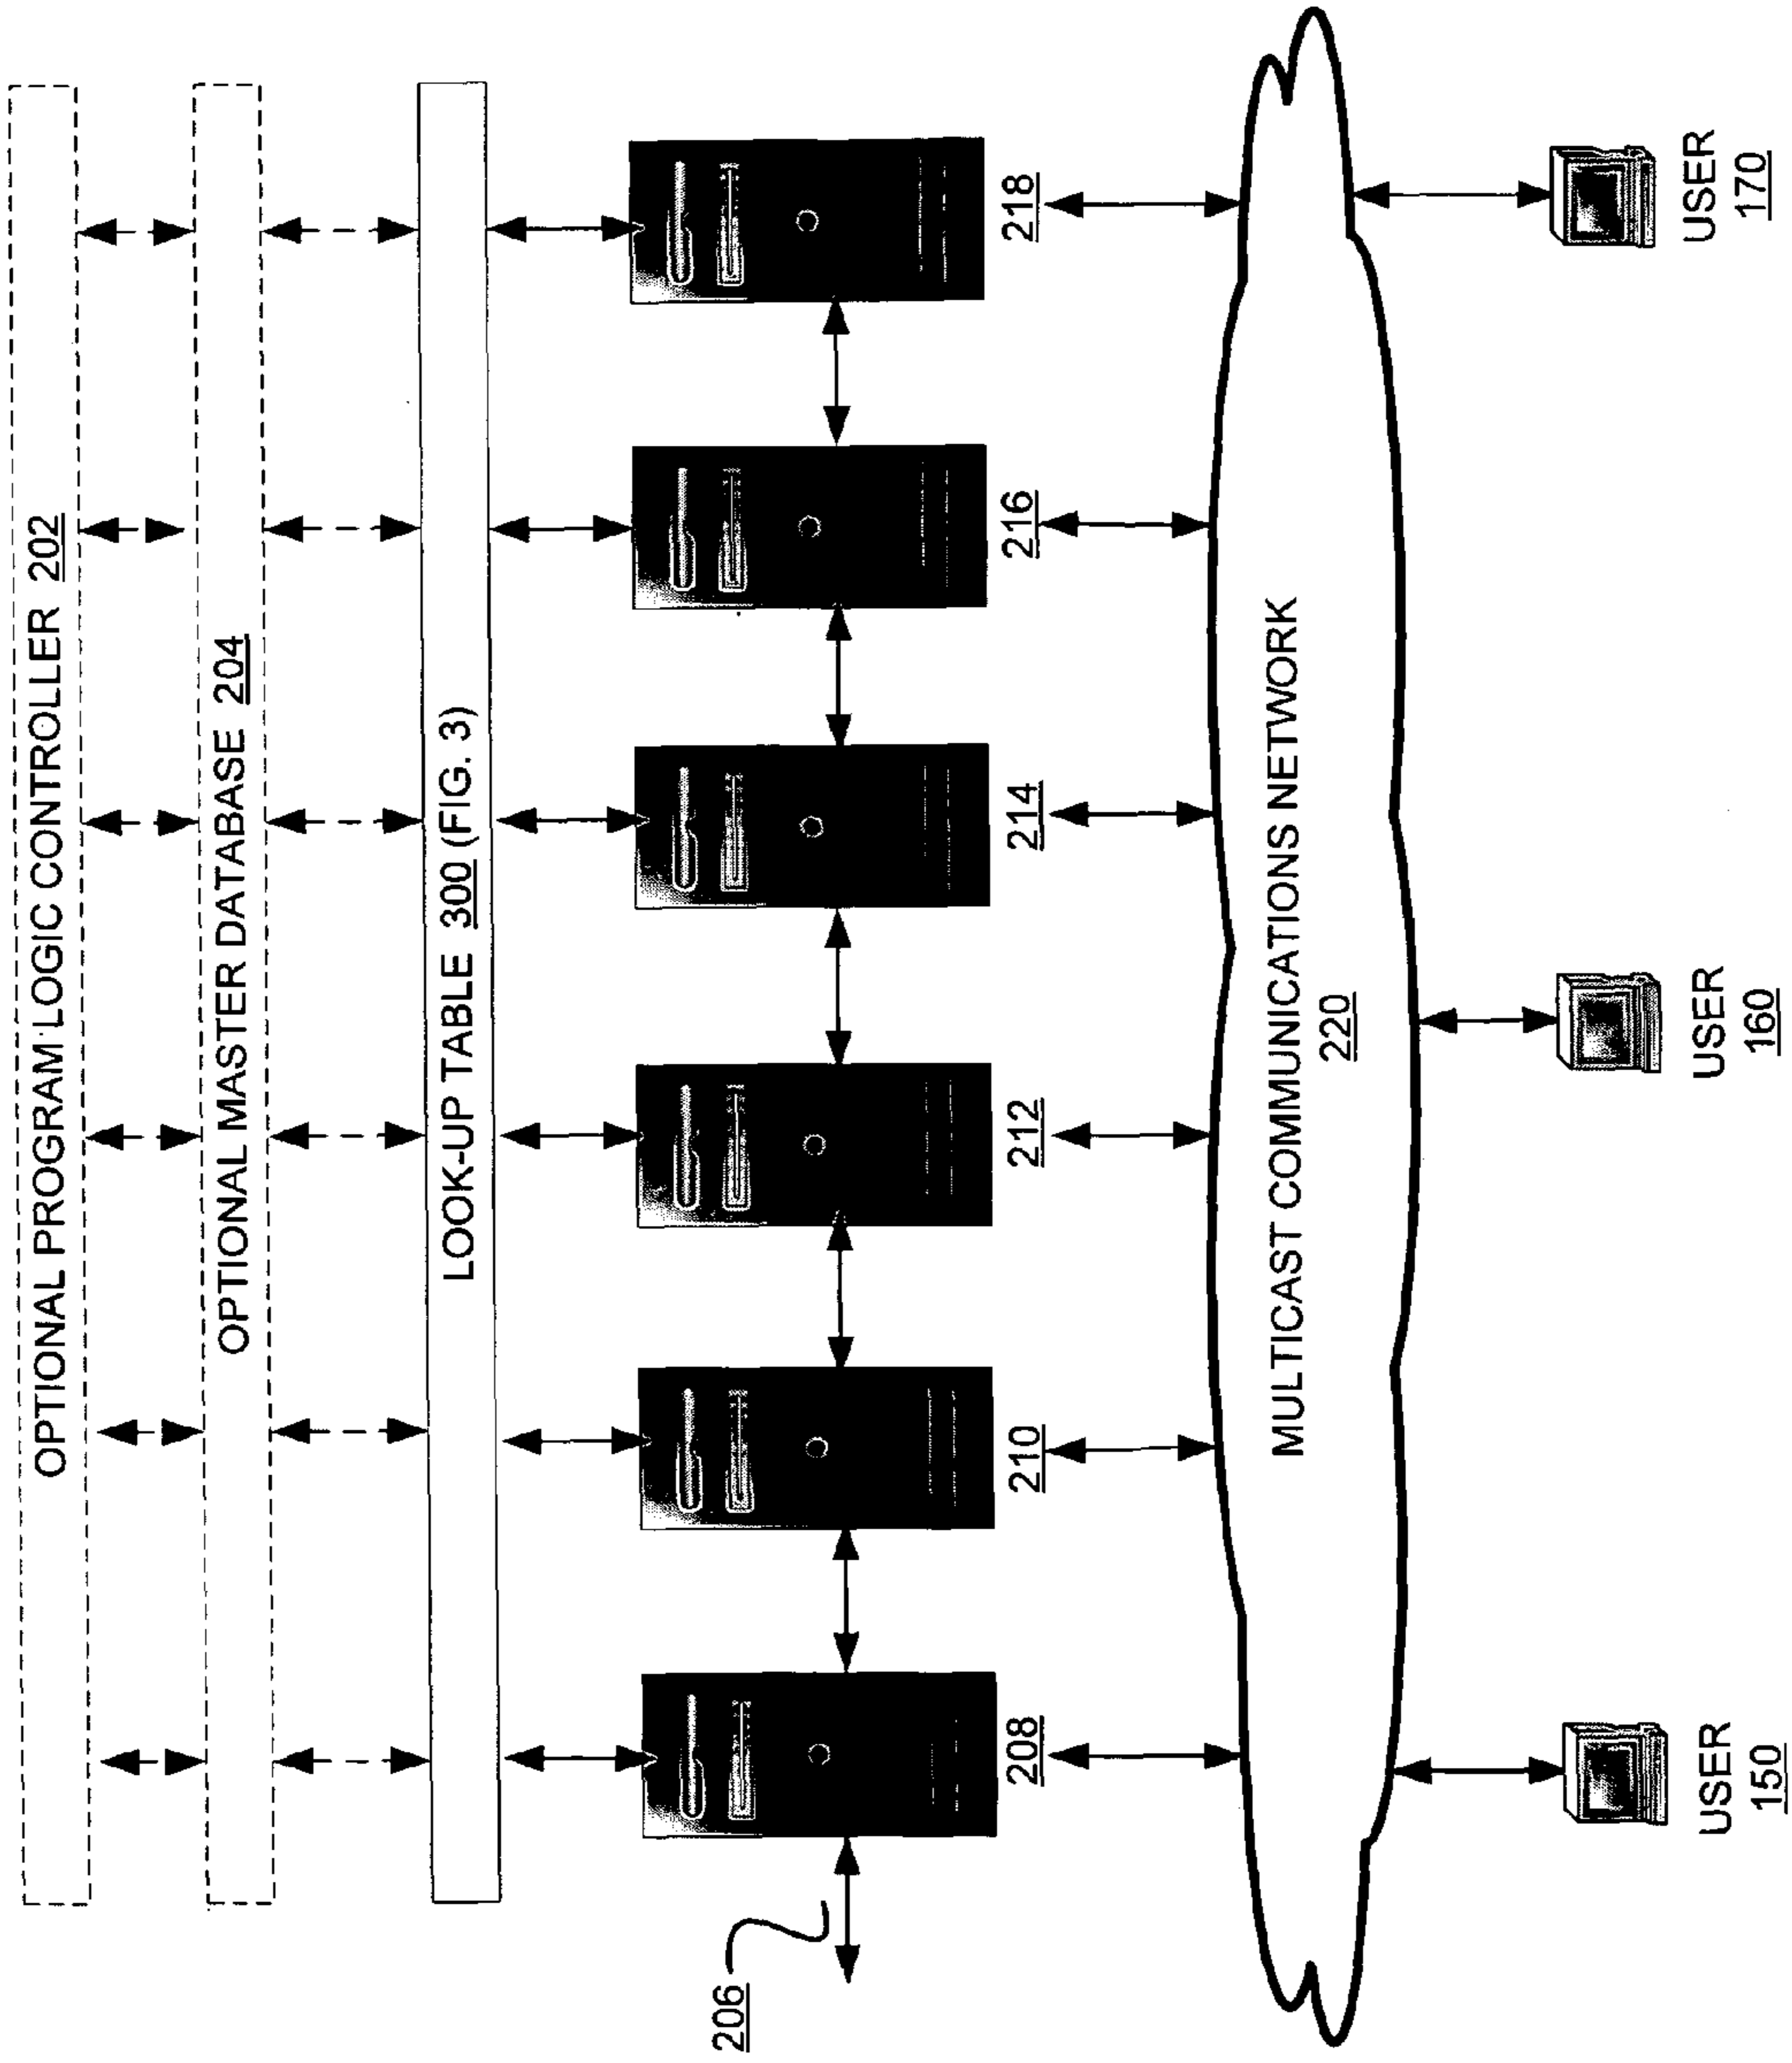 OPTIONAL PROGRAM LOGIC CONTROLLER 202
OPTIONAL MASTER DATABASE 204
LOOK-UP TABLE 300 (FIG. 3)
206
208
210
212
214
216
218
MULTICAST COMMUNICATIONS NETWORK
220
USER
150
USER
160
USER
170